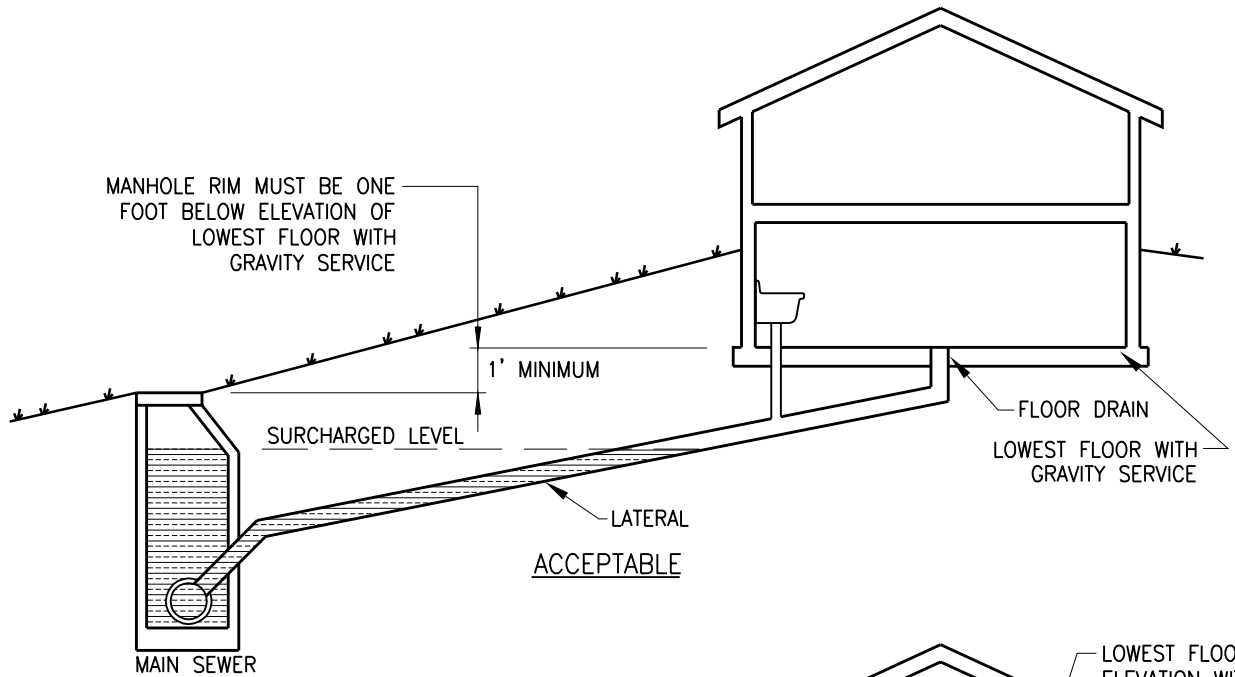 MANHOLE RIM MUST BE ONE
FOOT BELOW ELEVATION OF
LOWEST FLOOR WITH
GRAVITY SERVICE
1' MINIMUM
SURCHARGED LEVEL
FLOOR DRAIN
LOWEST FLOOR WITH
GRAVITY SERVICE
LATERAL
ACCEPTABLE
MAIN SEWER
LOWEST FLOO
ELEVATION WIT